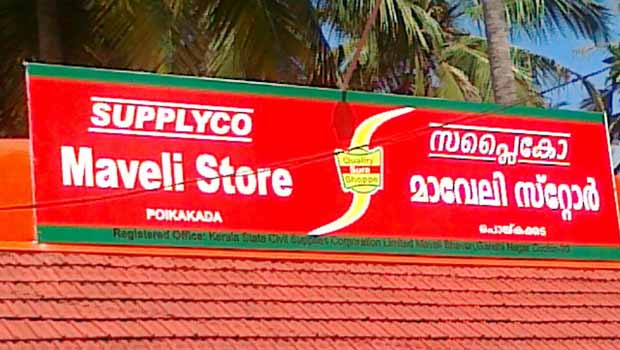 SUPPLYCO
Maveli Store
POIKAKADA
Quality
Sure
Shoppe
സപ്ലൈകോ
മാവേലി സ്റ്റോർ
പൊയ്കക്കട
Registered Office: Kerala State Civil Supplies Corporation Limited Maveli Bhavan,Gandhi Nagar Cochin-20